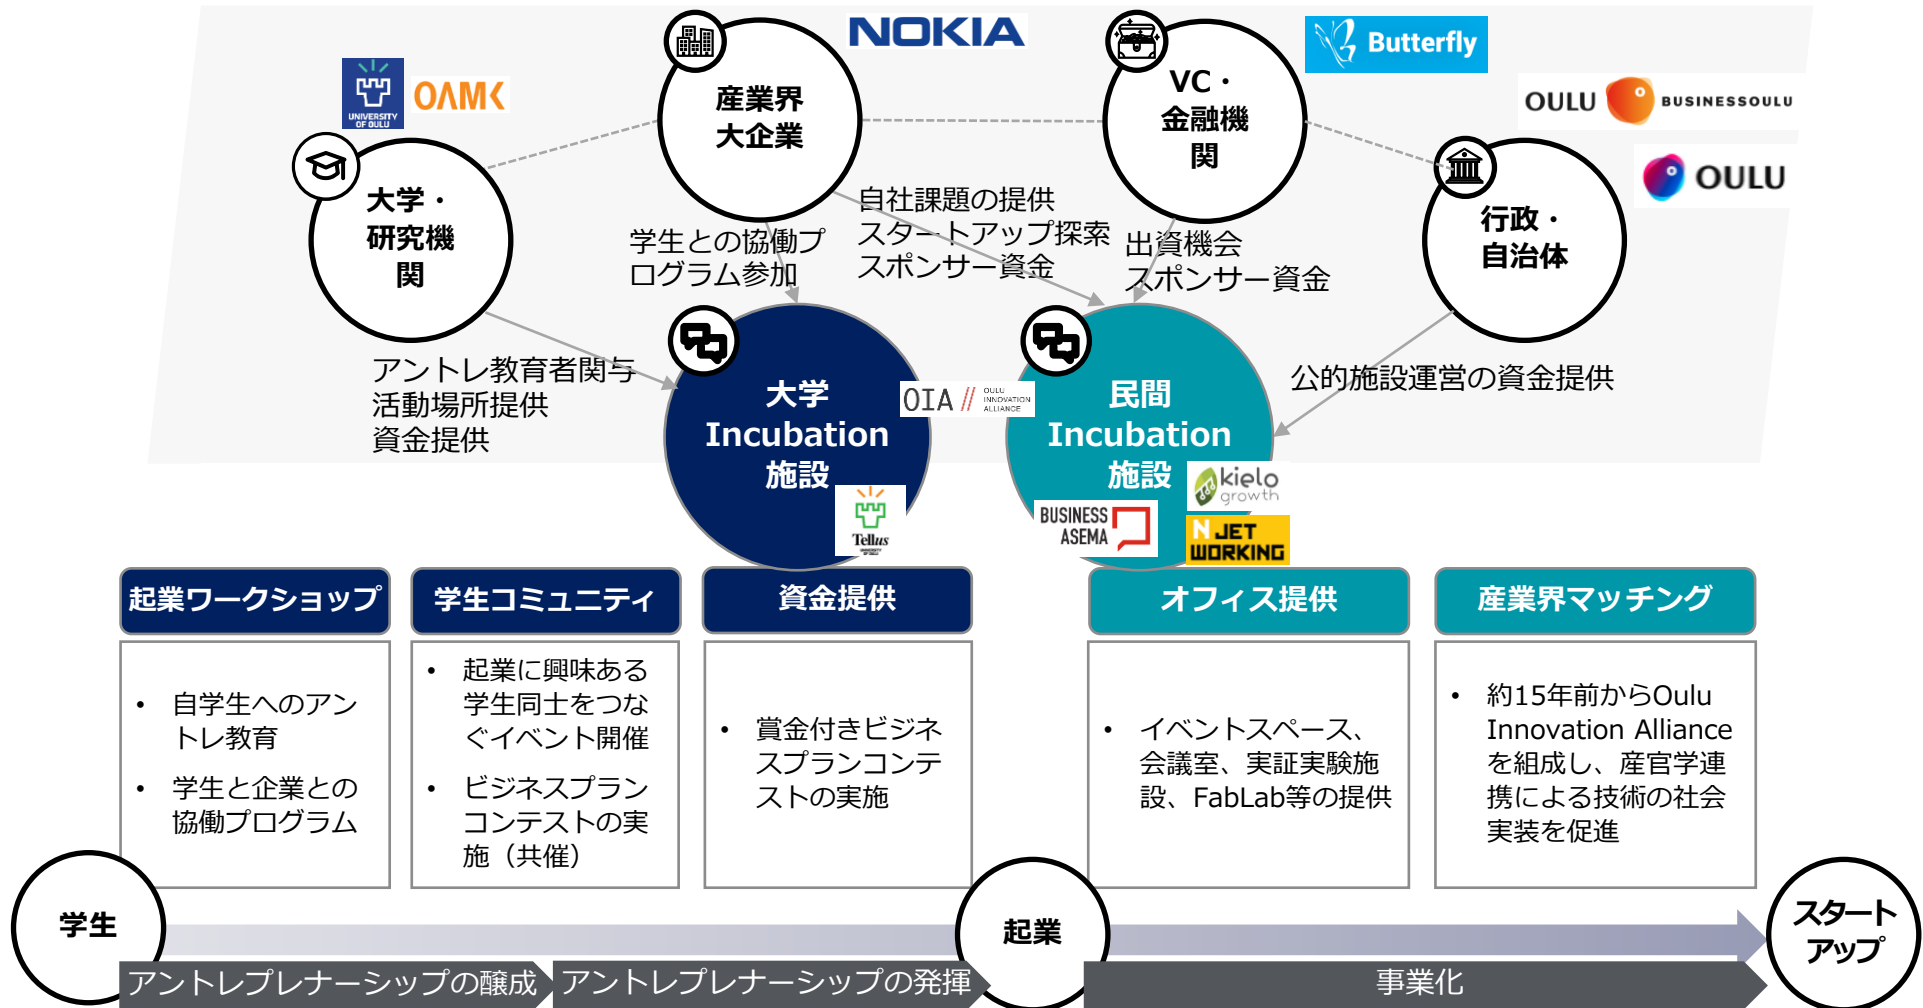 NOKIA
Butterfly
UNIVERSITY
OF OULU
OAMK
OULU
BUSINESSOULU
OULU
産業界
大企業
VC・
金融機
関
大学・
研究機
関
行政・
自治体
学生との協働プ
ログラム参加
自社課題の提供
スタートアップ探索
スポンサー資金
出資機会
スポンサー資金
アントレ教育者関与
活動場所提供
資金提供
公的施設運営の資金提供
大学
Incubation
施設
OIA //
OULU
INNOVATION
ALLIANCE
民間
Incubation
施設
Tellus
UNIVERSITY
OF OULU
BUSINESS
ASEMA
kielo
growth
N JET
WORKING
起業ワークショップ
• 自学生へのアン
トレ教育
• 学生と企業との
協働プログラム
学生コミュニティ
• 起業に興味ある
学生同士をつな
ぐイベント開催
• ビジネスプラン
コンテストの実
施（共催）
資金提供
• 賞金付きビジネ
スプランコンテ
ストの実施
オフィス提供
• イベントスペース、
会議室、実証実験施
設、FabLab等の提供
産業界マッチング
• 約15年前からOulu
Innovation Alliance
を組成し、産官学連
携による技術の社会
実装を促進
学生
起業
スタート
アップ
アントレプレナーシップの醸成
アントレプレナーシップの発揮
事業化